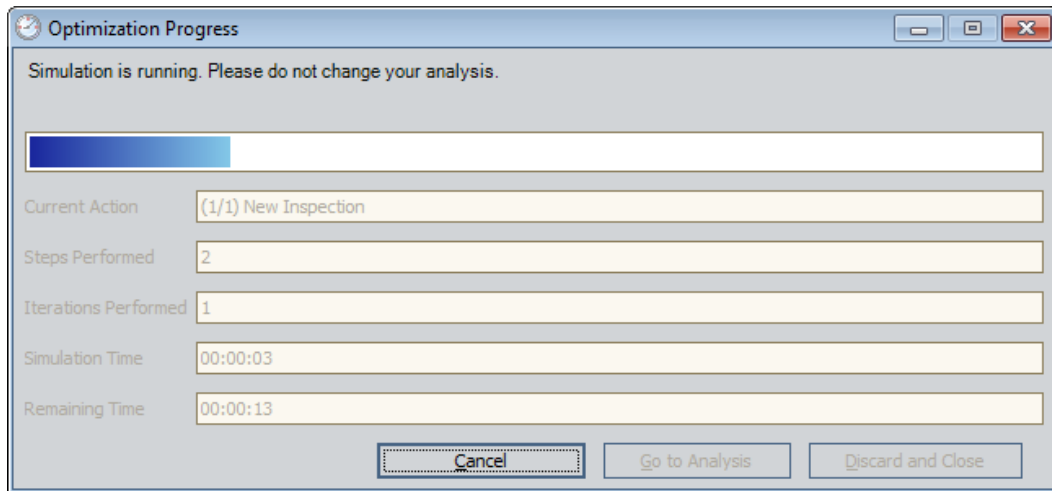 Optimization Progress
Simulation is running. Please do not change your analysis.
Current Action (1/1) New Inspection
Steps Performed 2
Iterations Performed 1
Simulation Time 00:00:03
Remaining Time 00:00:13
Cancel Go to Analysis Discard and Close